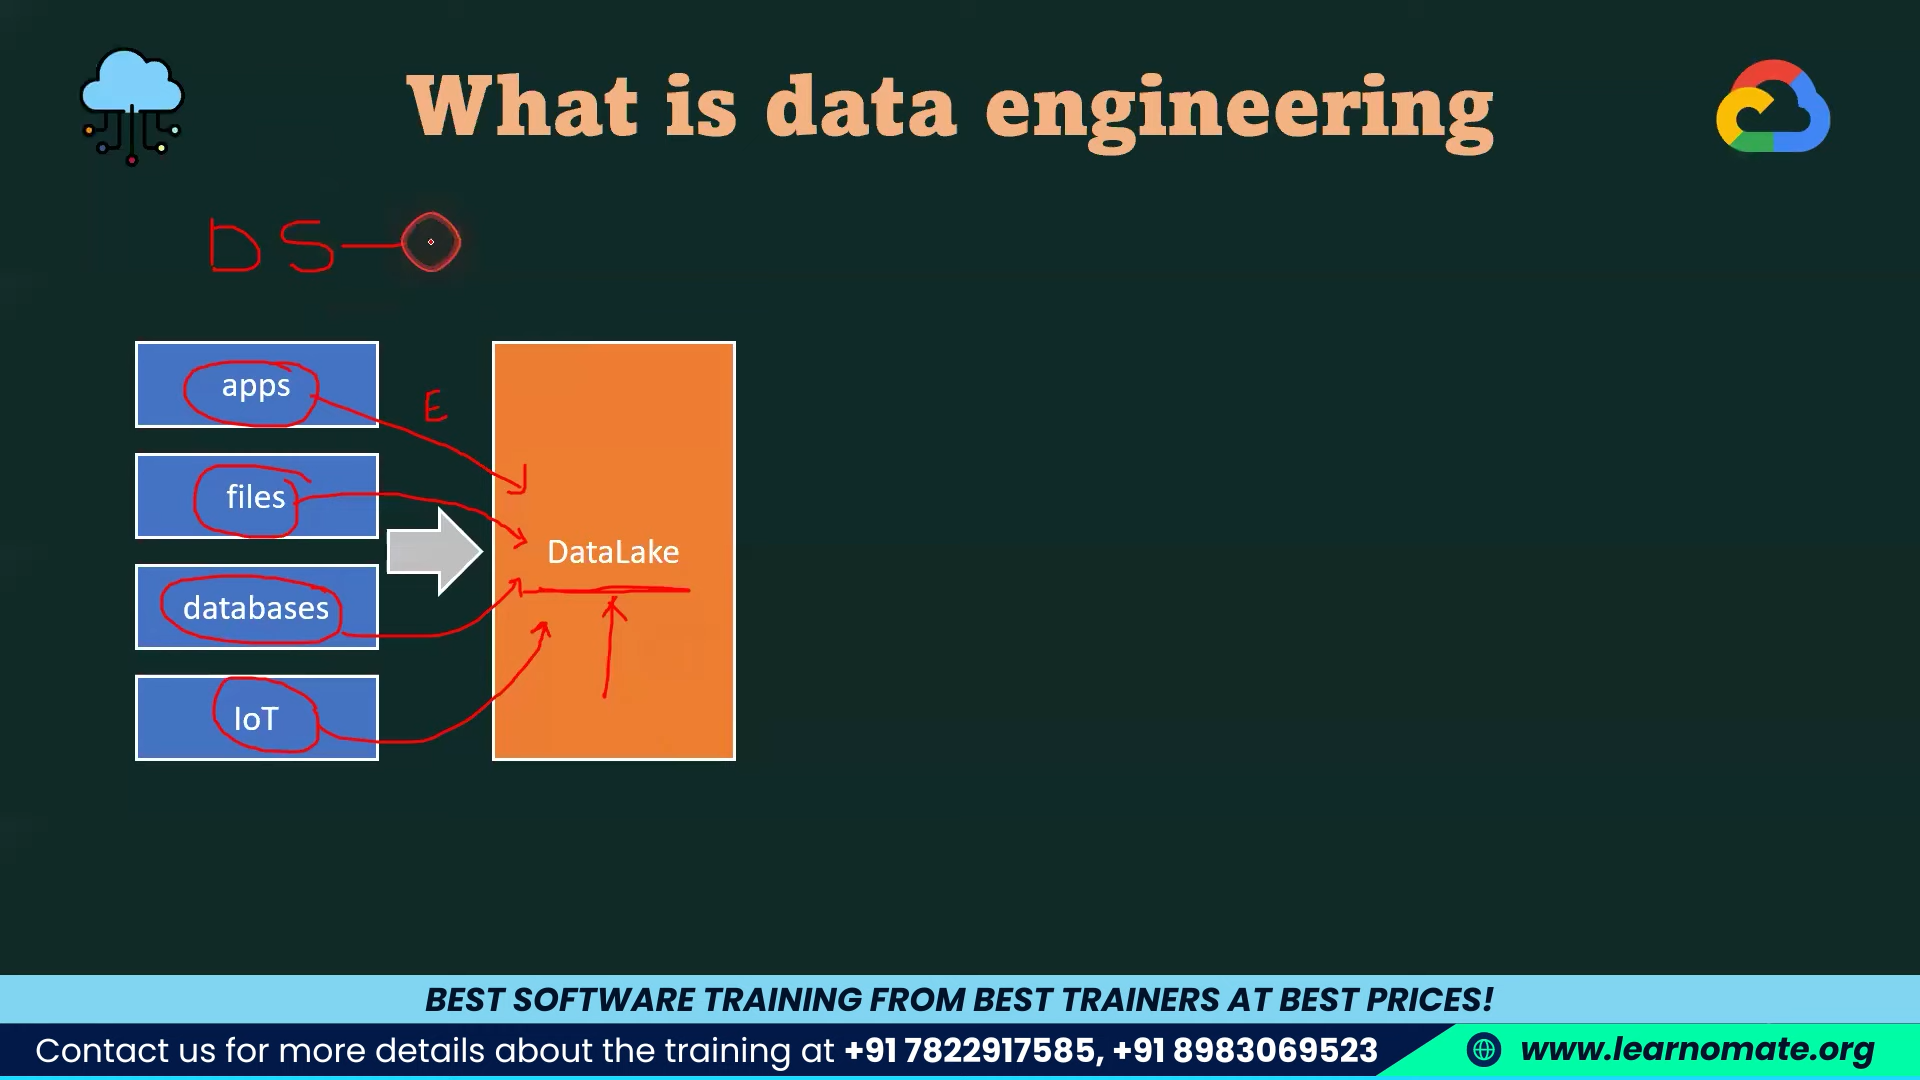 What is data engineering
DS
apps
E
files
DataLake
databases
IoT
BEST SOFTWARE TRAINING FROM BEST TRAINERS AT BEST PRICES!
Contact us for more details about the training at +91 7822917585, +91 8983069523
www.learnomate.org